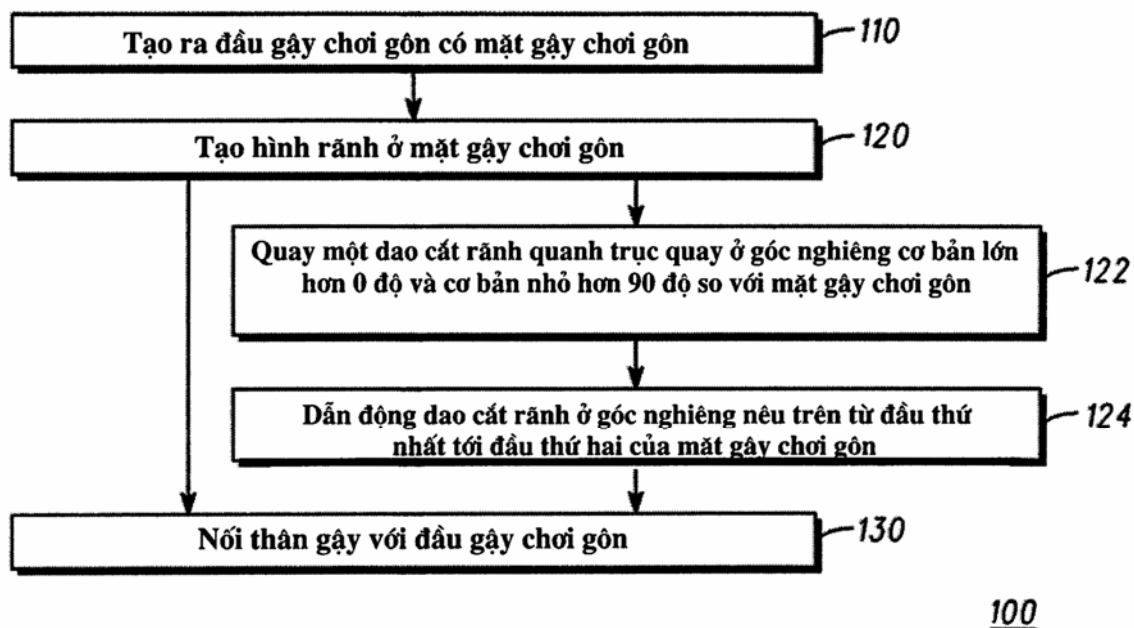 Tạo ra đầu gậy chơi gôn có mặt gậy chơi gôn
110
Tạo hình rãnh ở mặt gậy chơi gôn
120
Quay một dao cắt rãnh quanh trục quay ở góc nghiêng cơ bản lớn
hơn 0 độ và cơ bản nhỏ hơn 90 độ so với mặt gậy chơi gôn
122
Dẫn động dao cắt rãnh ở góc nghiêng nêu trên từ đầu thứ
nhất tới đầu thứ hai của mặt gậy chơi gôn
124
Nối thân gậy với đầu gậy chơi gôn
130
100